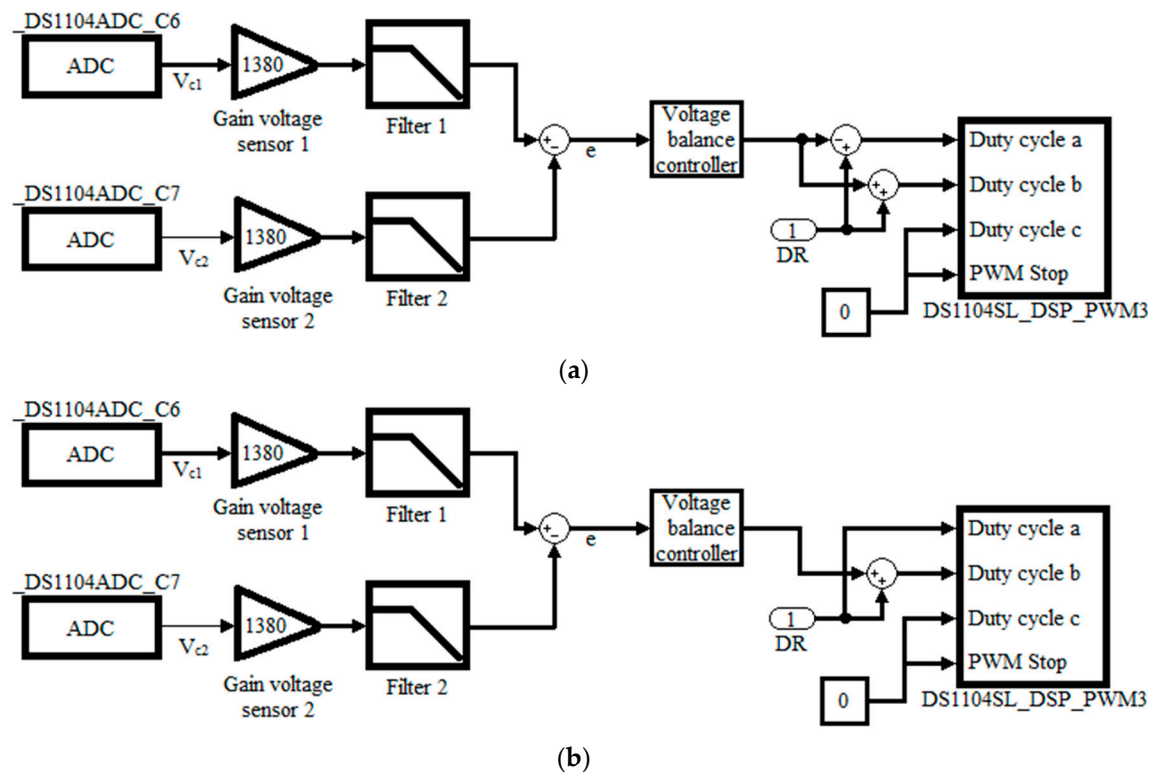 _DS1104ADC_C6
ADC
Vc1
1380
Gain voltage
sensor 1
Filter 1
_DS1104ADC_C7
ADC
Vc2
1380
Gain voltage
sensor 2
Filter 2
+
−
e
Voltage
balance
controller
−
+
+
+
1
DR
0
Duty cycle a
Duty cycle b
Duty cycle c
PWM Stop
DS1104SL_DSP_PWM3
(a)
_DS1104ADC_C6
ADC
Vc1
1380
Gain voltage
sensor 1
Filter 1
_DS1104ADC_C7
ADC
Vc2
1380
Gain voltage
sensor 2
Filter 2
+
−
e
Voltage
balance
controller
+
+
1
DR
0
Duty cycle a
Duty cycle b
Duty cycle c
PWM Stop
DS1104SL_DSP_PWM3
(b)